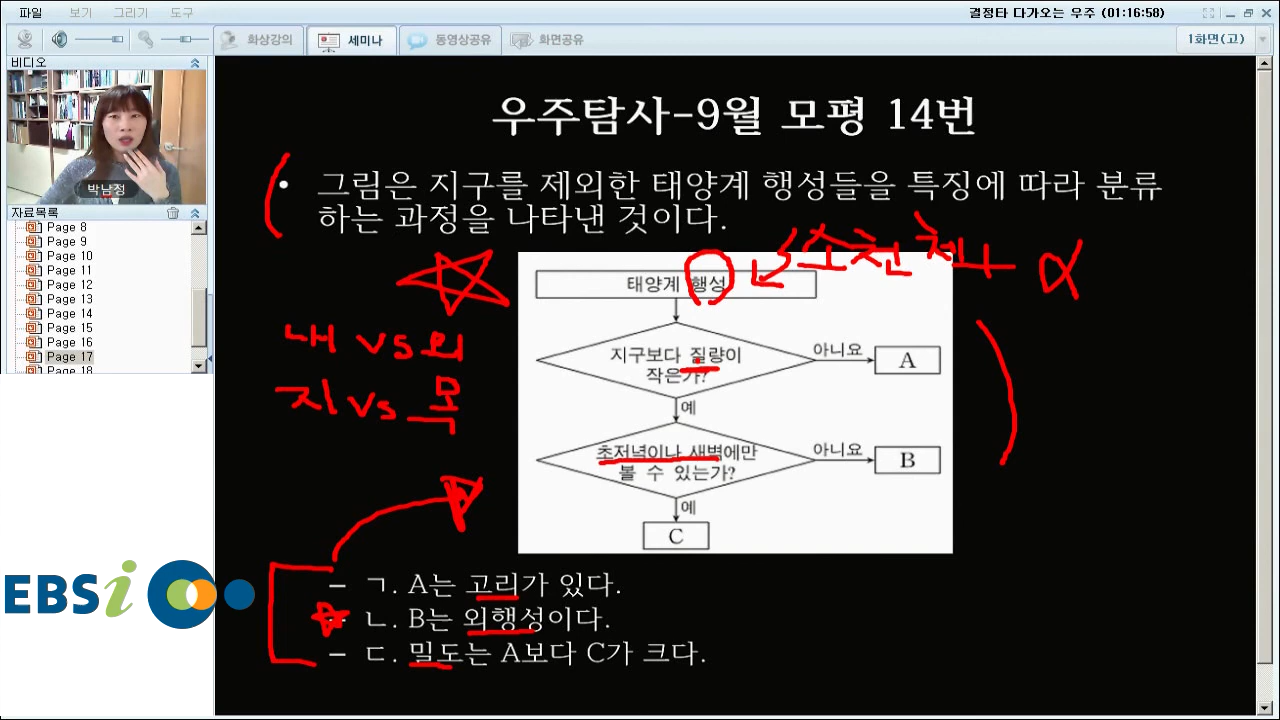 파일 보기 그리기 도구
결정타 다가오는 우주 (01:16:58)
화상강의 세미나 동영상공유 화면공유 1화면(고)
비디오
박남정
자료목록
Page 8
Page 9
Page 10
Page 11
Page 12
Page 13
Page 14
Page 15
Page 16
Page 17
Page 18
EBSi
우주탐사-9월 모평 14번
• 그림은 지구를 제외한 태양계 행성들을 특징에 따라 분류
하는 과정을 나타낸 것이다.
소천체+ α
태양계 행성
내 vs 외
지구보다 질량이
작은가?
아니요
A
예
지 vs 목
초저녁이나 새벽에만
볼 수 있는가?
아니요
B
예
C
– ㄱ. A는 고리가 있다.
– ㄴ. B는 외행성이다.
– ㄷ. 밀도는 A보다 C가 크다.